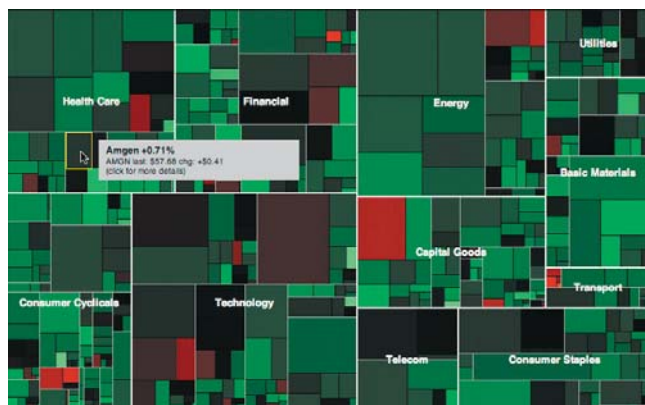 Utilities
Health Care
Financial
Energy
Amgen +0.71%
AMGN last: $57.68 chg: +$0.41
(click for more details)
Basic Materials
Capital Goods
Transport
Consumer Cyclicals
Technology
Telecom
Consumer Staples